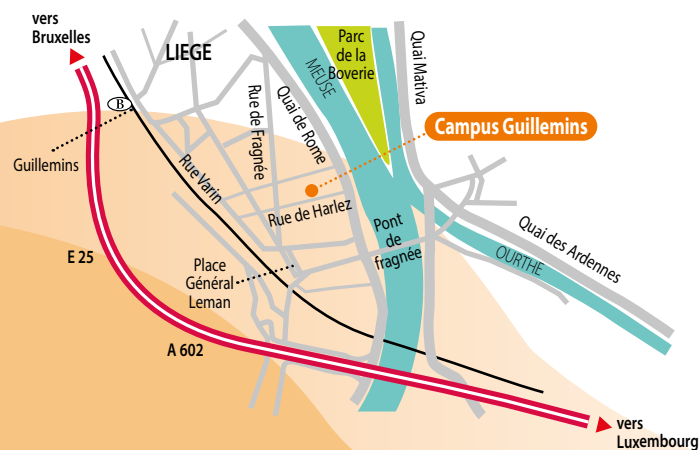 vers
Bruxelles
LIEGE
Parc
de la
Boverie
MEUSE
Quai Mativa
B
Rue de Fragnée
Quai de Rome
Campus Guillemins
Guillemins
Rue Varin
Rue de Harlez
Pont
de
fragnée
Quai des Ardennes
OURTHE
E 25
Place
Général
Leman
A 602
vers
Luxembourg